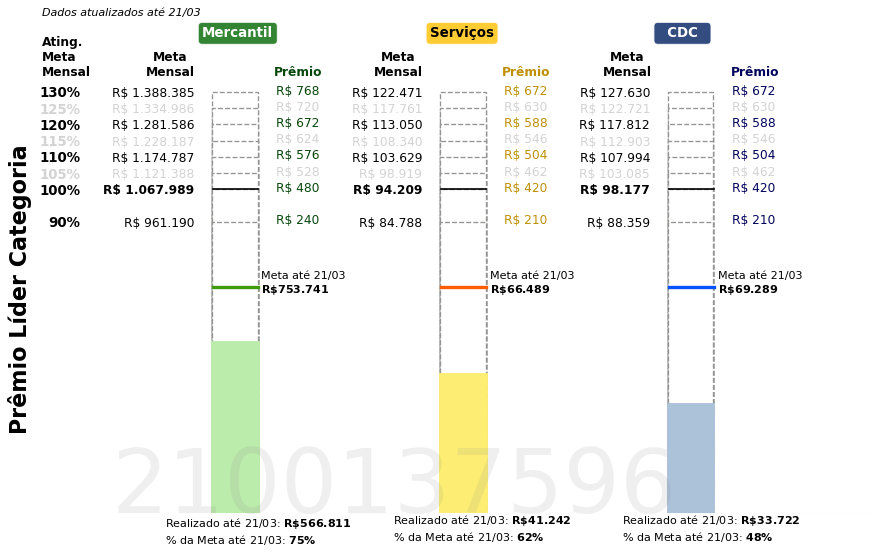 Dados atualizados até 21/03
Mercantil Serviços CDC
Ating. Meta Mensal Meta Mensal Prêmio Meta Mensal Prêmio Meta Mensal Prêmio
130% R$ 1.388.385 R$ 768 R$ 122.471 R$ 672 R$ 127.630 R$ 672
125% R$ 1.334.986 R$ 720 R$ 117.761 R$ 630 R$ 122.721 R$ 630
120% R$ 1.281.586 R$ 672 R$ 113.050 R$ 588 R$ 117.812 R$ 588
115% R$ 1.228.187 R$ 624 R$ 108.340 R$ 546 R$ 112.903 R$ 546
110% R$ 1.174.787 R$ 576 R$ 103.629 R$ 504 R$ 107.994 R$ 504
105% R$ 1.121.388 R$ 528 R$ 98.919 R$ 462 R$ 103.085 R$ 462
100% R$ 1.067.989 R$ 480 R$ 94.209 R$ 420 R$ 98.177 R$ 420
90% R$ 961.190 R$ 240 R$ 84.788 R$ 210 R$ 88.359 R$ 210
Prêmio Líder Categoria
Meta até 21/03 Meta até 21/03 Meta até 21/03
R$753.741 R$66.489 R$69.289
2100137596
Realizado até 21/03: R$566.811 Realizado até 21/03: R$41.242 Realizado até 21/03: R$33.722
% da Meta até 21/03: 75% % da Meta até 21/03: 62% % da Meta até 21/03: 48%